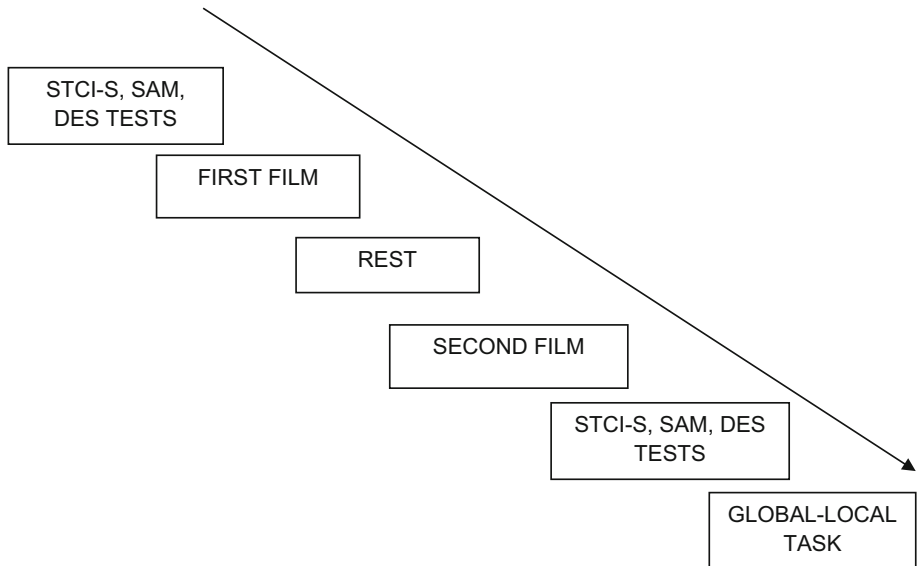 STCI-S, SAM,
DES TESTS
FIRST FILM
REST
SECOND FILM
STCI-S, SAM, DES
TESTS
GLOBAL-LOCAL
TASK